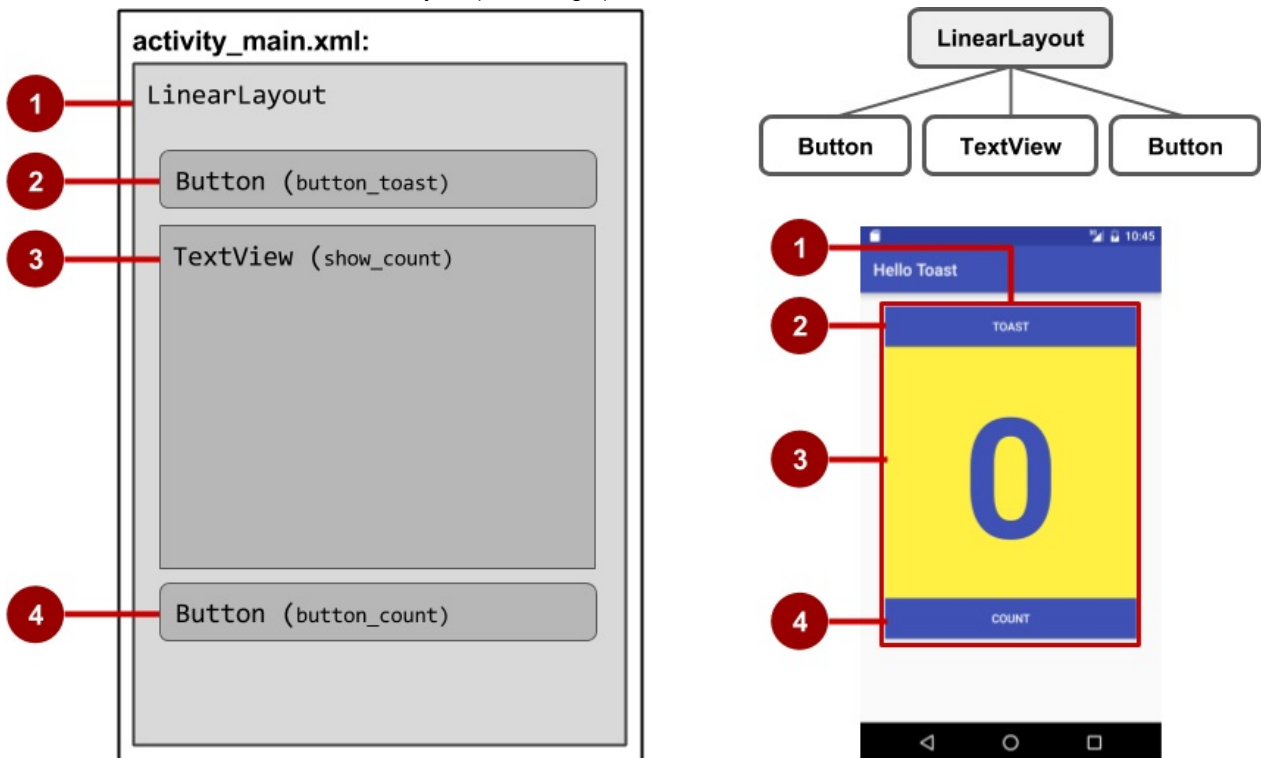 activity_main.xml:
1
LinearLayout
2
Button (button_toast)
3
TextView (show_count)
4
Button (button_count)
LinearLayout
Button
TextView
Button
1
10:45
Hello Toast
2
TOAST
3
0
4
COUNT